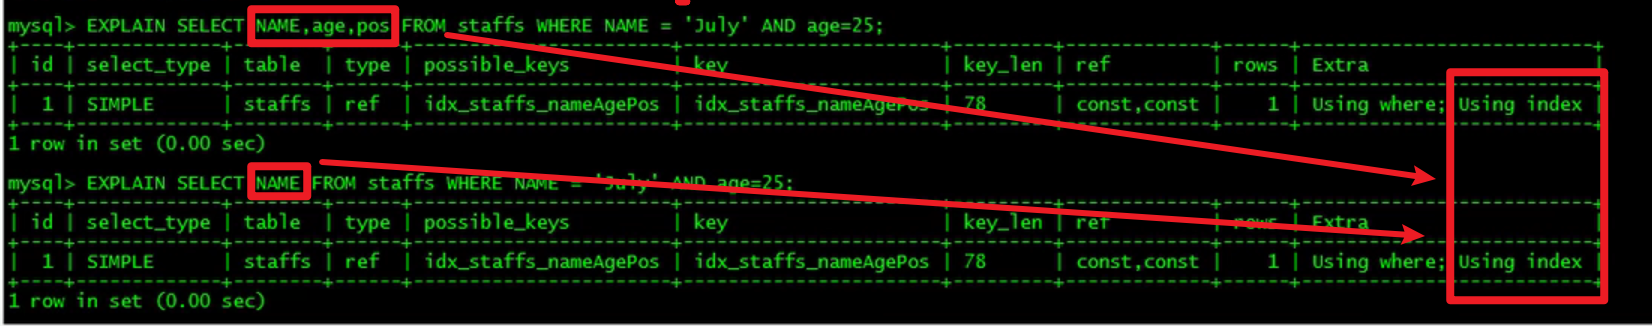 mysql> EXPLAIN SELECT NAME,age,pos FROM staffs WHERE NAME = 'July' AND age=25;
| id | select_type | table | type | possible_keys | key | key_len | ref | rows | Extra |
| 1 | SIMPLE | staffs | ref | idx_staffs_nameAgePos | idx_staffs_nameAgePos | 78 | const,const | 1 | Using where; Using index |
1 row in set (0.00 sec)
mysql> EXPLAIN SELECT NAME FROM staffs WHERE NAME = 'July' AND age=25;
| id | select_type | table | type | possible_keys | key | key_len | ref | rows | Extra |
| 1 | SIMPLE | staffs | ref | idx_staffs_nameAgePos | idx_staffs_nameAgePos | 78 | const,const | 1 | Using where; Using index |
1 row in set (0.00 sec)